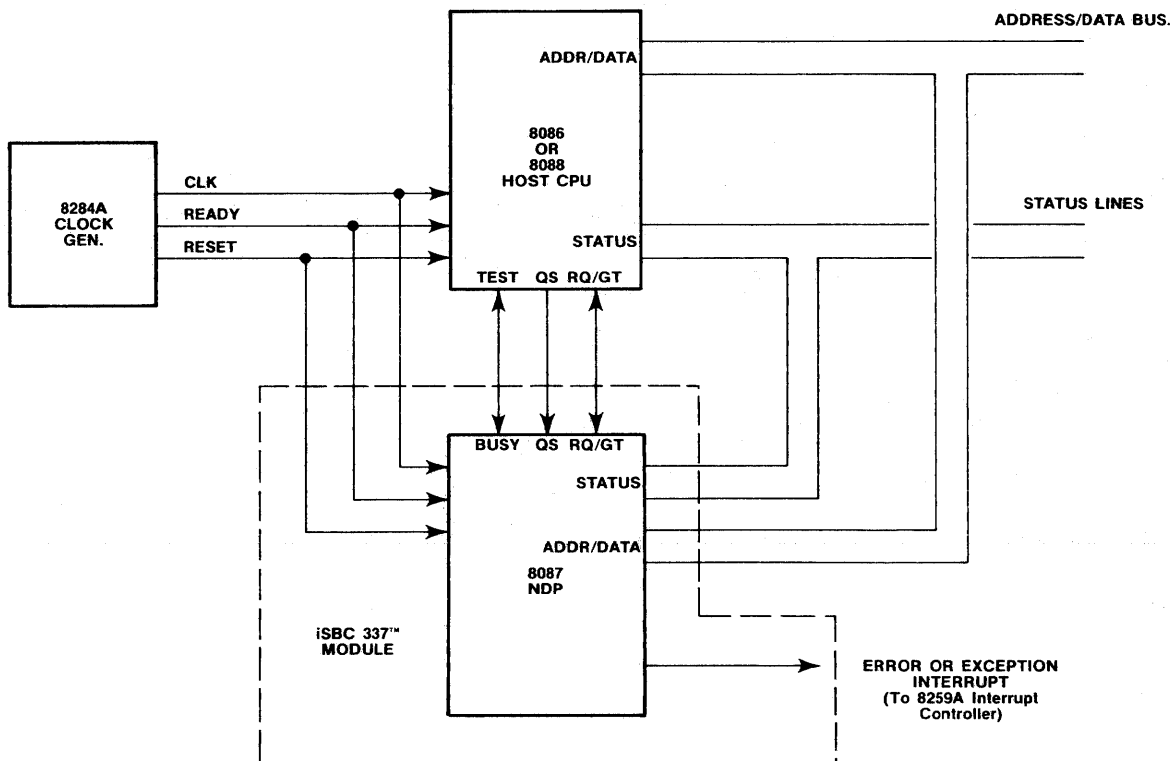 ADDRESS/DATA BUS.
ADDR/DATA
8086
OR
8088
HOST CPU
8284A
CLOCK
GEN.
CLK
READY
RESET
STATUS LINES
STATUS
TEST QS RQ/GT
BUSY QS RQ/GT
STATUS
ADDR/DATA
8087
NDP
iSBC 337™
MODULE
ERROR OR EXCEPTION
INTERRUPT
(To 8259A Interrupt
Controller)